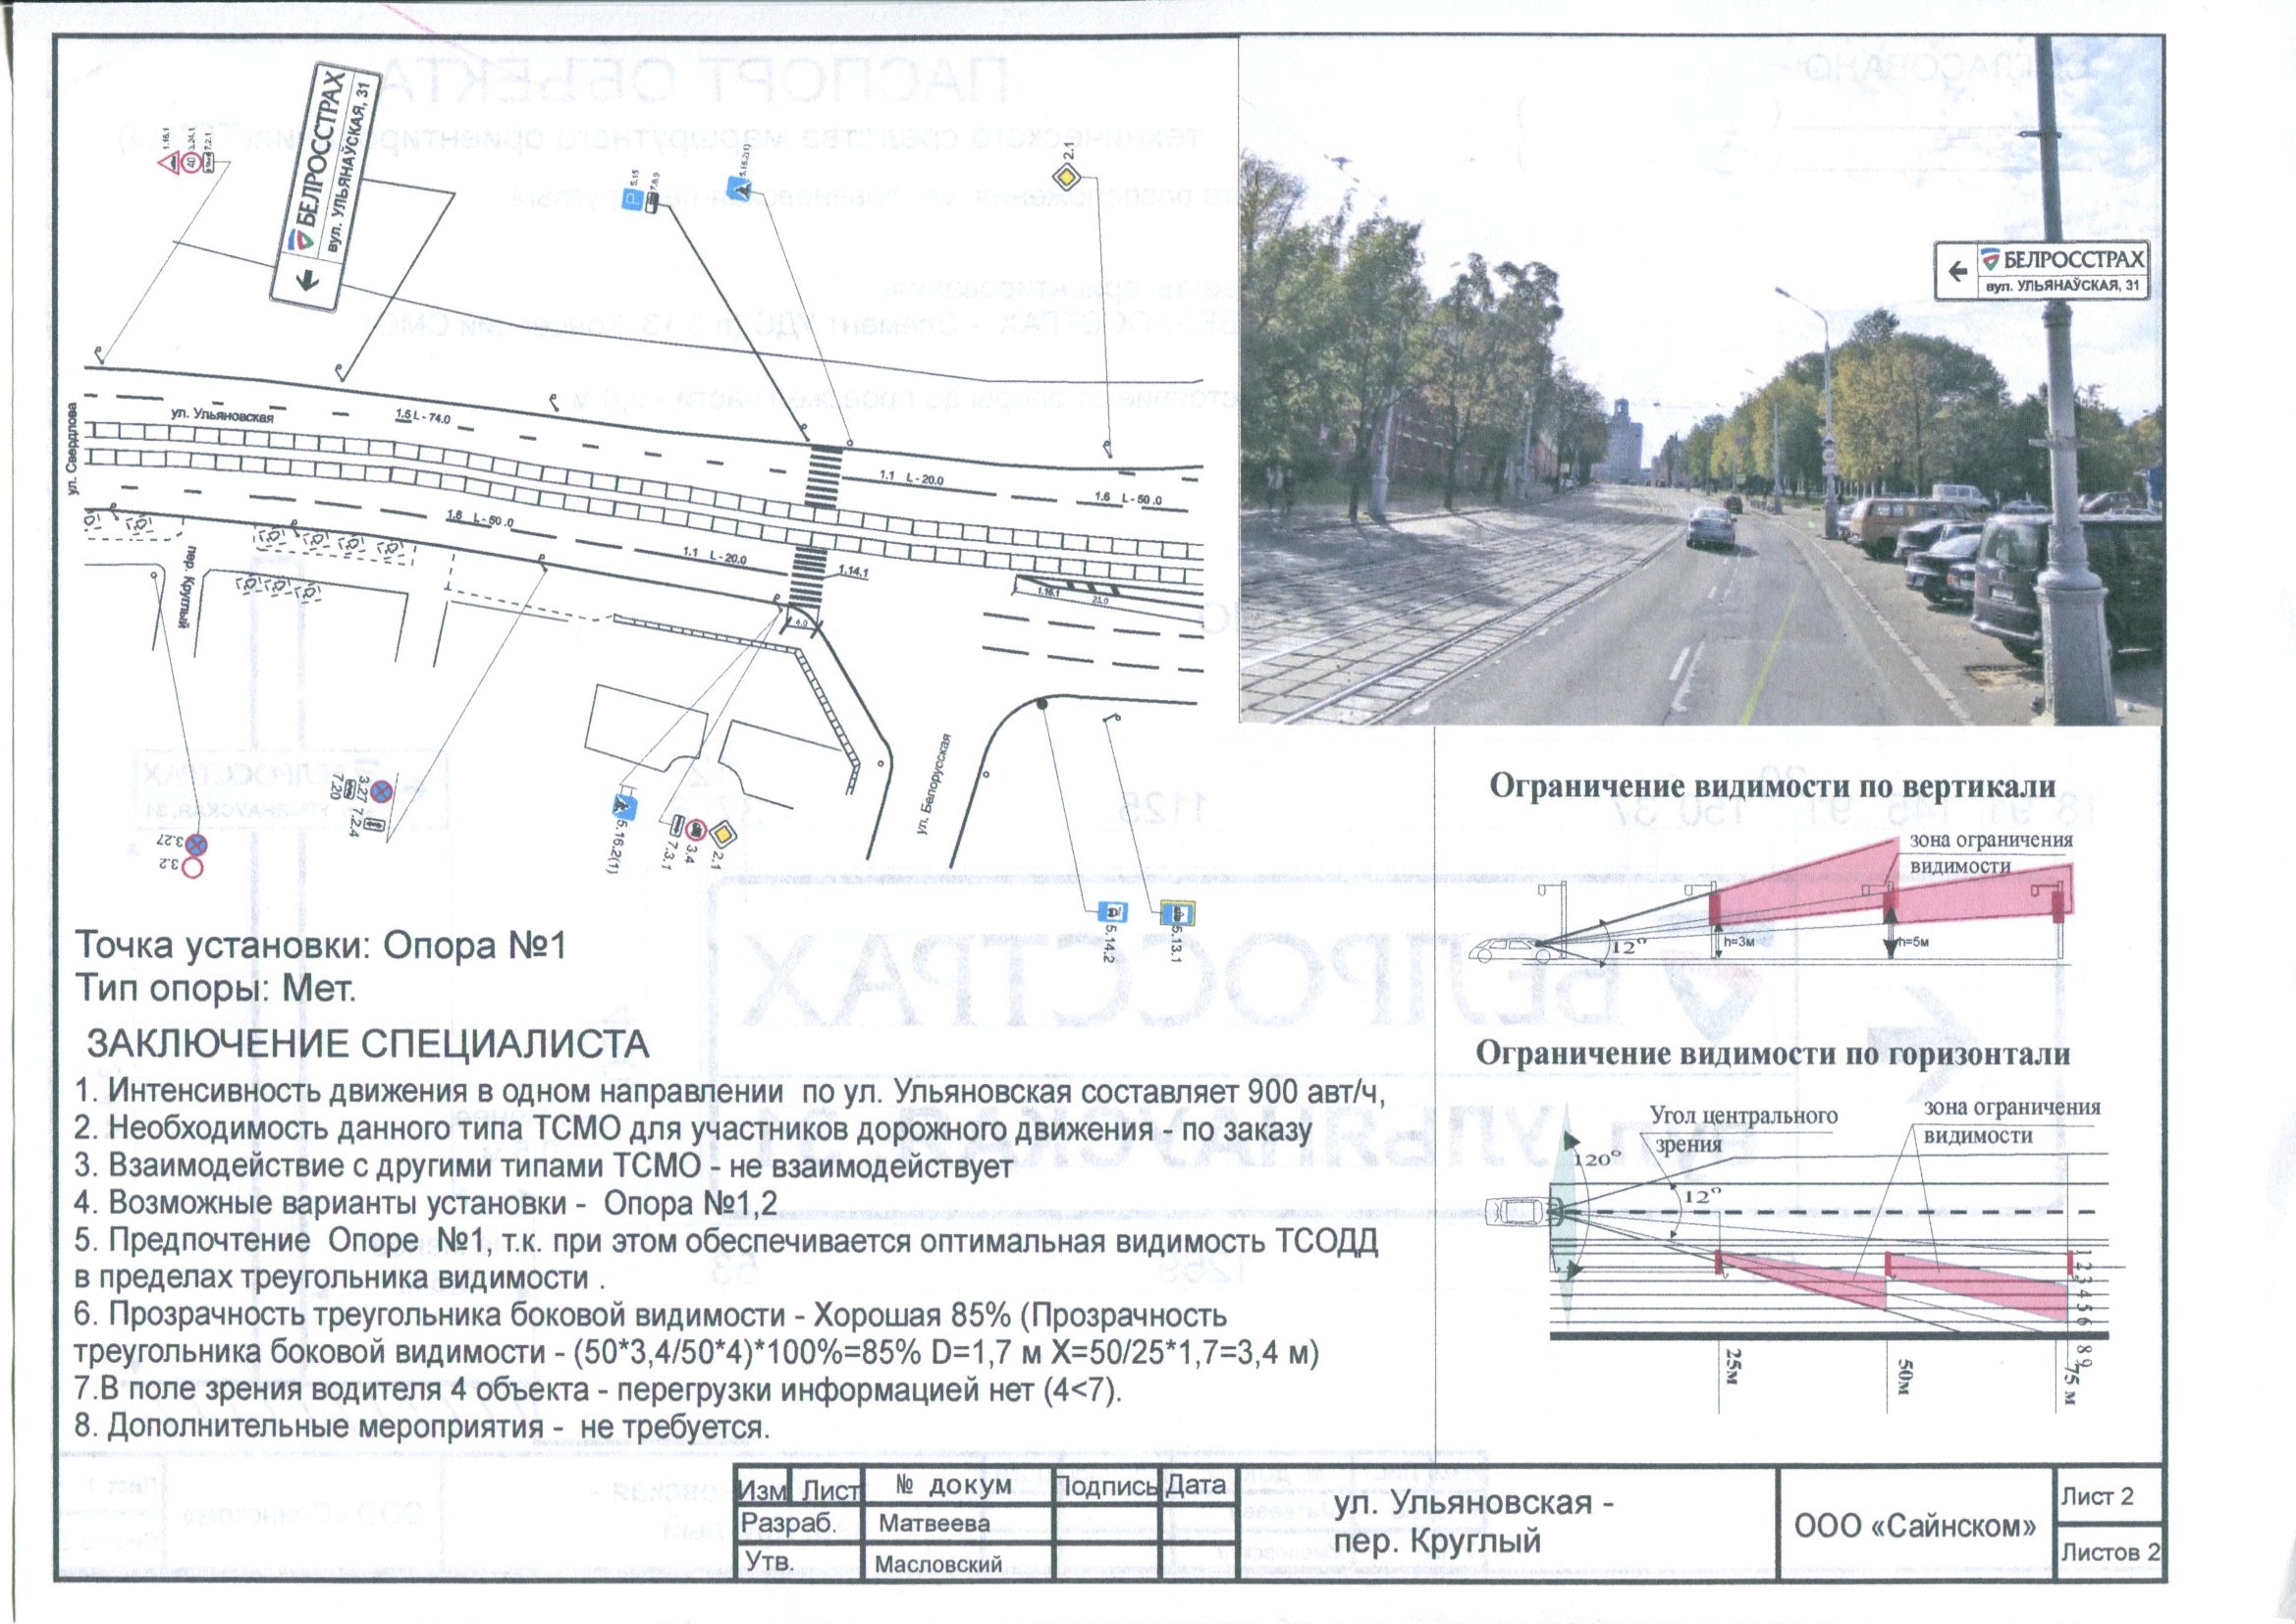 БЕЛРОССТРАХ
вул. УЛЬЯНАЎСКАЯ, 31
1.16.1
40
3.24.1
7.2.1
5.15
7.6.9
5.16.2(1)
2.1
ул. Свердлова
ул. Ульяновская
1.5 L - 74.0
1.1 L - 20.0
1.6 L - 50 .0
1.6 L - 50 .0
1.1 L - 20.0
1.14.1
1.16.1
25.0
4.0
пер. Круглый
ул. Белорусская
3.27 7.2.4
7.20
3.27
3.2
5.16.2(1)
7.3.1
3.4
2.1
5.14.2
5.13.1
БЕЛРОССТРАХ
вул. УЛЬЯНАЎСКАЯ, 31
Точка установки: Опора №1
Тип опоры: Мет.
ЗАКЛЮЧЕНИЕ СПЕЦИАЛИСТА
1. Интенсивность движения в одном направлении по ул. Ульяновская составляет 900 авт/ч,
2. Необходимость данного типа ТСМО для участников дорожного движения - по заказу
3. Взаимодействие с другими типами ТСМО - не взаимодействует
4. Возможные варианты установки - Опора №1,2
5. Предпочтение Опоре №1, т.к. при этом обеспечивается оптимальная видимость ТСОДД
в пределах треугольника видимости .
6. Прозрачность треугольника боковой видимости - Хорошая 85% (Прозрачность
треугольника боковой видимости - (50*3,4/50*4)*100%=85% D=1,7 м X=50/25*1,7=3,4 м)
7.В поле зрения водителя 4 объекта - перегрузки информацией нет (4<7).
8. Дополнительные мероприятия - не требуется.
Ограничение видимости по вертикали
зона ограничения
видимости
12°
h=3м
h=5м
Ограничение видимости по горизонтали
Угол центрального
зрения
зона ограничения
видимости
120°
12°
1 2 3 4 5 6
8 9
25м
50м
75 м
Изм Лист № докум Подпись Дата
Разраб. Матвеева
Утв. Масловский
ул. Ульяновская -
пер. Круглый
ООО «Сайнском»
Лист 2
Листов 2